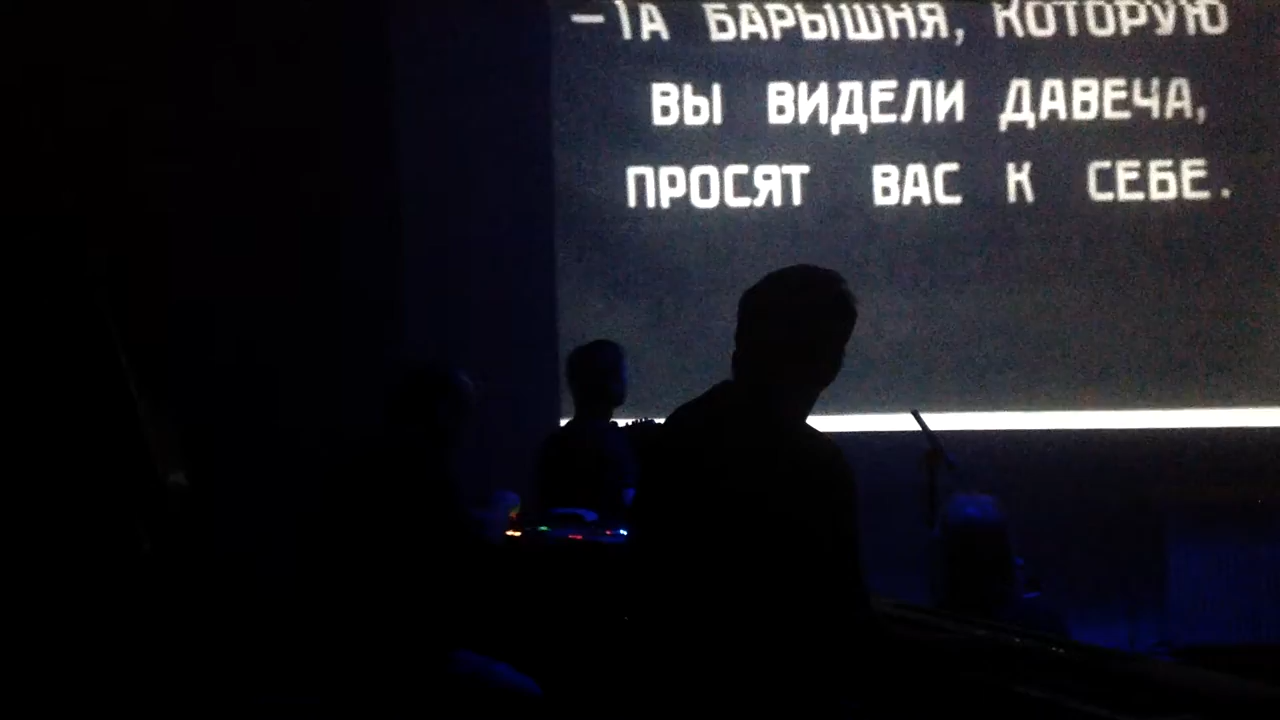 –ТА БАРЫШНЯ, КОТОРУЮ
ВЫ ВИДЕЛИ ДАВЕЧА,
ПРОСЯТ ВАС К СЕБЕ.